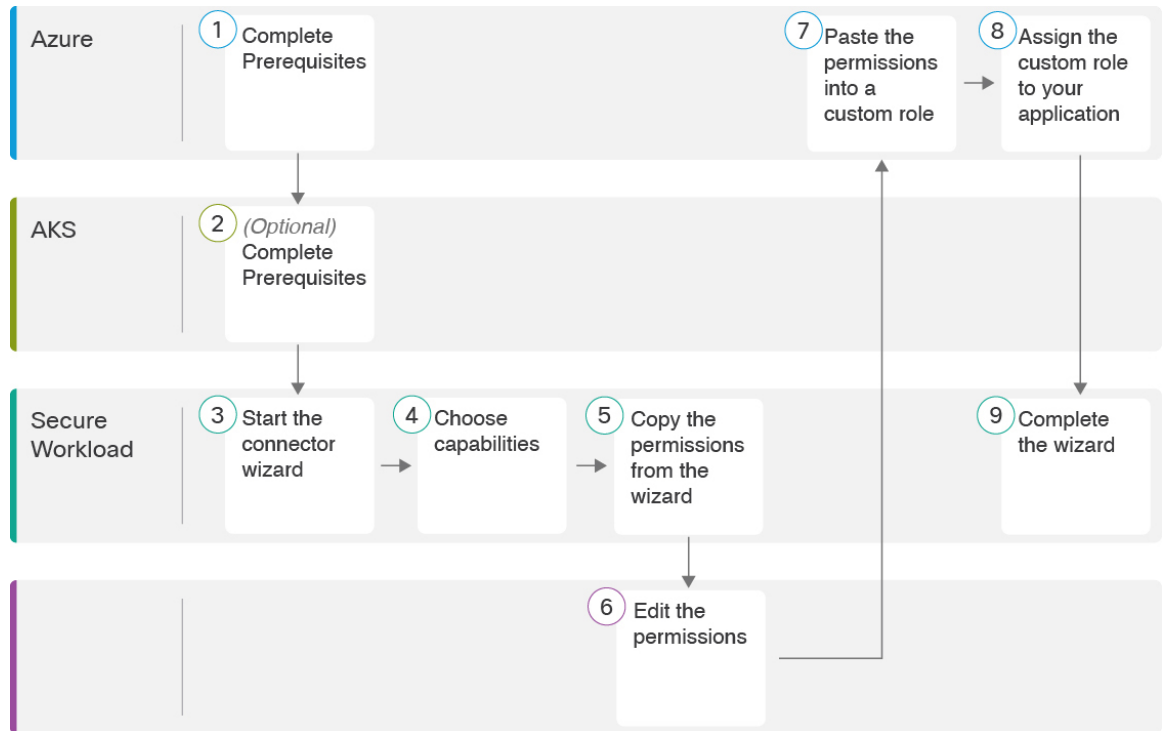 Azure
1
Complete
Prerequisites
7
Paste the
permissions
into a
custom role
8
Assign the
custom role
to your
application
AKS
2
(Optional)
Complete
Prerequisites
Secure
Workload
3
Start the
connector
wizard
4
Choose
capabilities
5
Copy the
permissions
from the
wizard
9
Complete
the wizard
6
Edit the
permissions